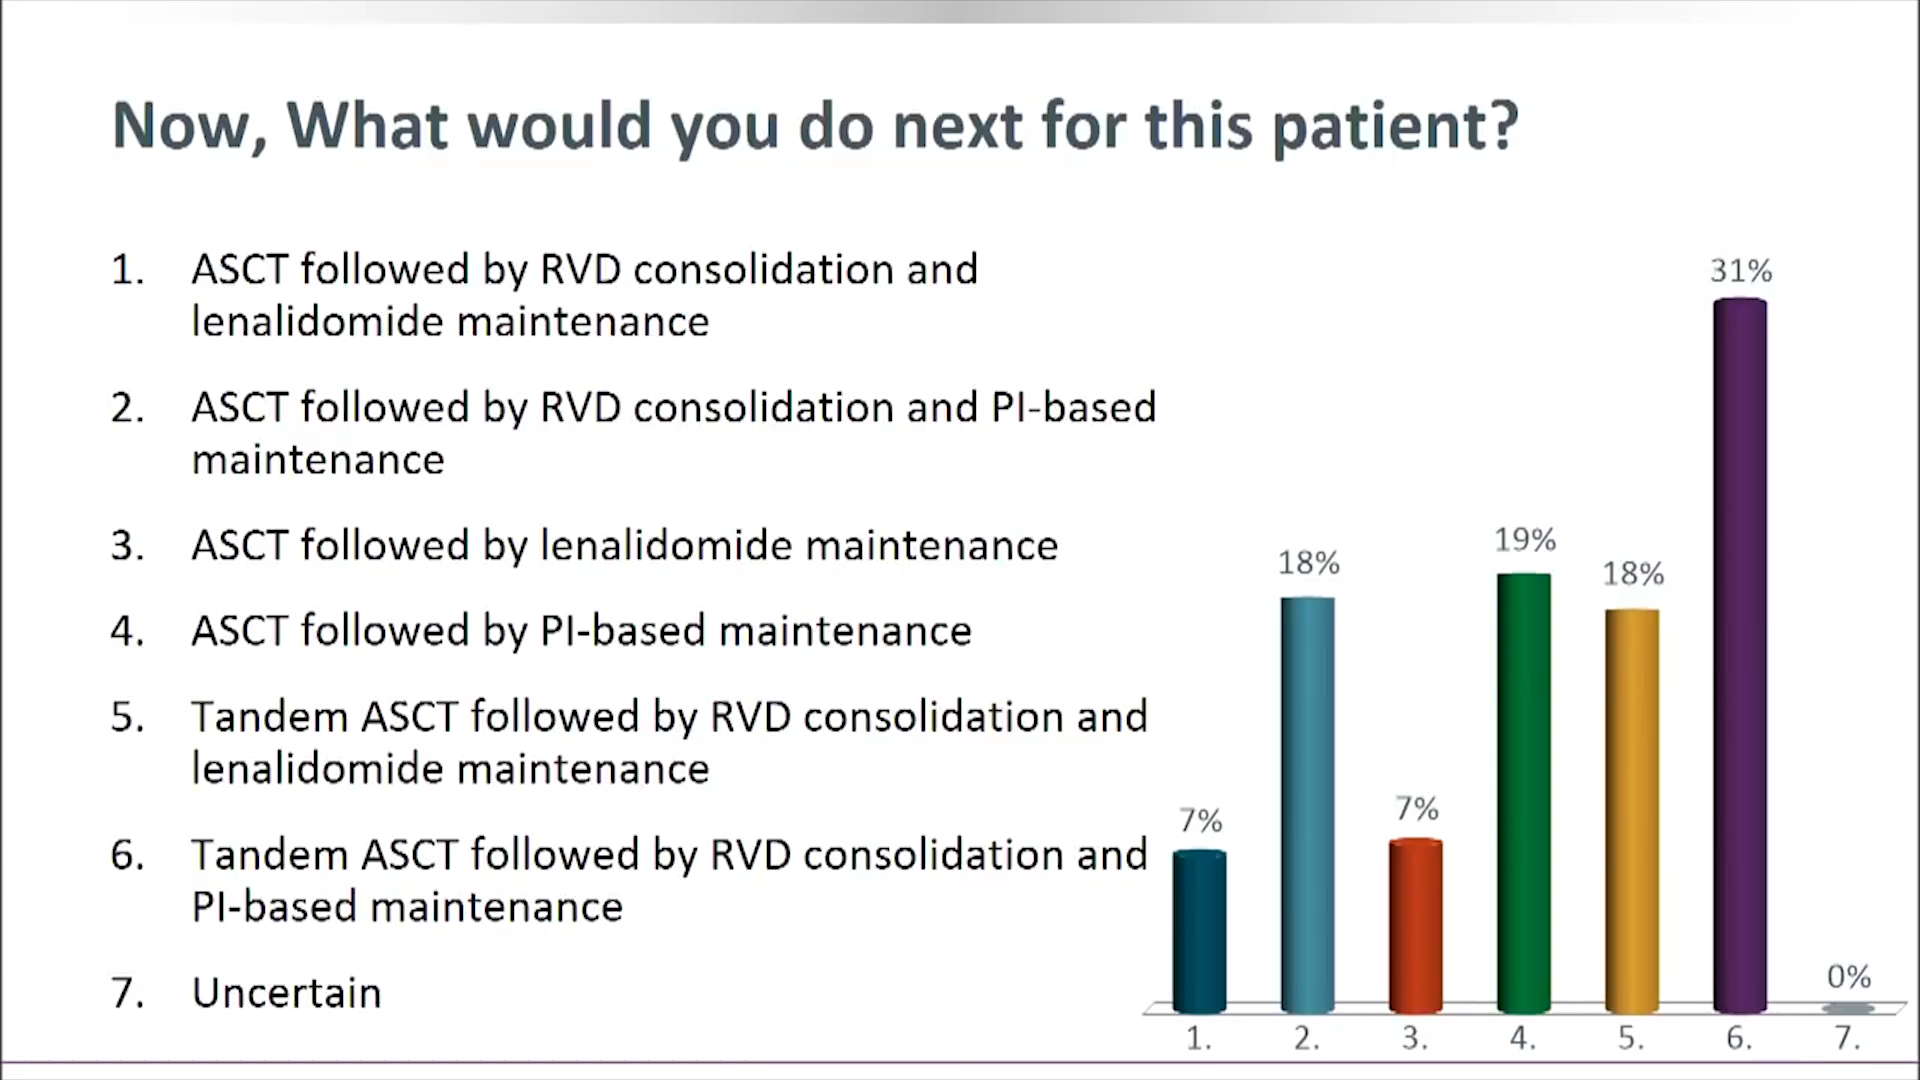 Now, What would you do next for this patient?
1. ASCT followed by RVD consolidation and
lenalidomide maintenance
2. ASCT followed by RVD consolidation and PI-based
maintenance
3. ASCT followed by lenalidomide maintenance
4. ASCT followed by PI-based maintenance
5. Tandem ASCT followed by RVD consolidation and
lenalidomide maintenance
6. Tandem ASCT followed by RVD consolidation and
PI-based maintenance
7. Uncertain
7%
18%
7%
19%
18%
31%
0%
1. 2. 3. 4. 5. 6. 7.